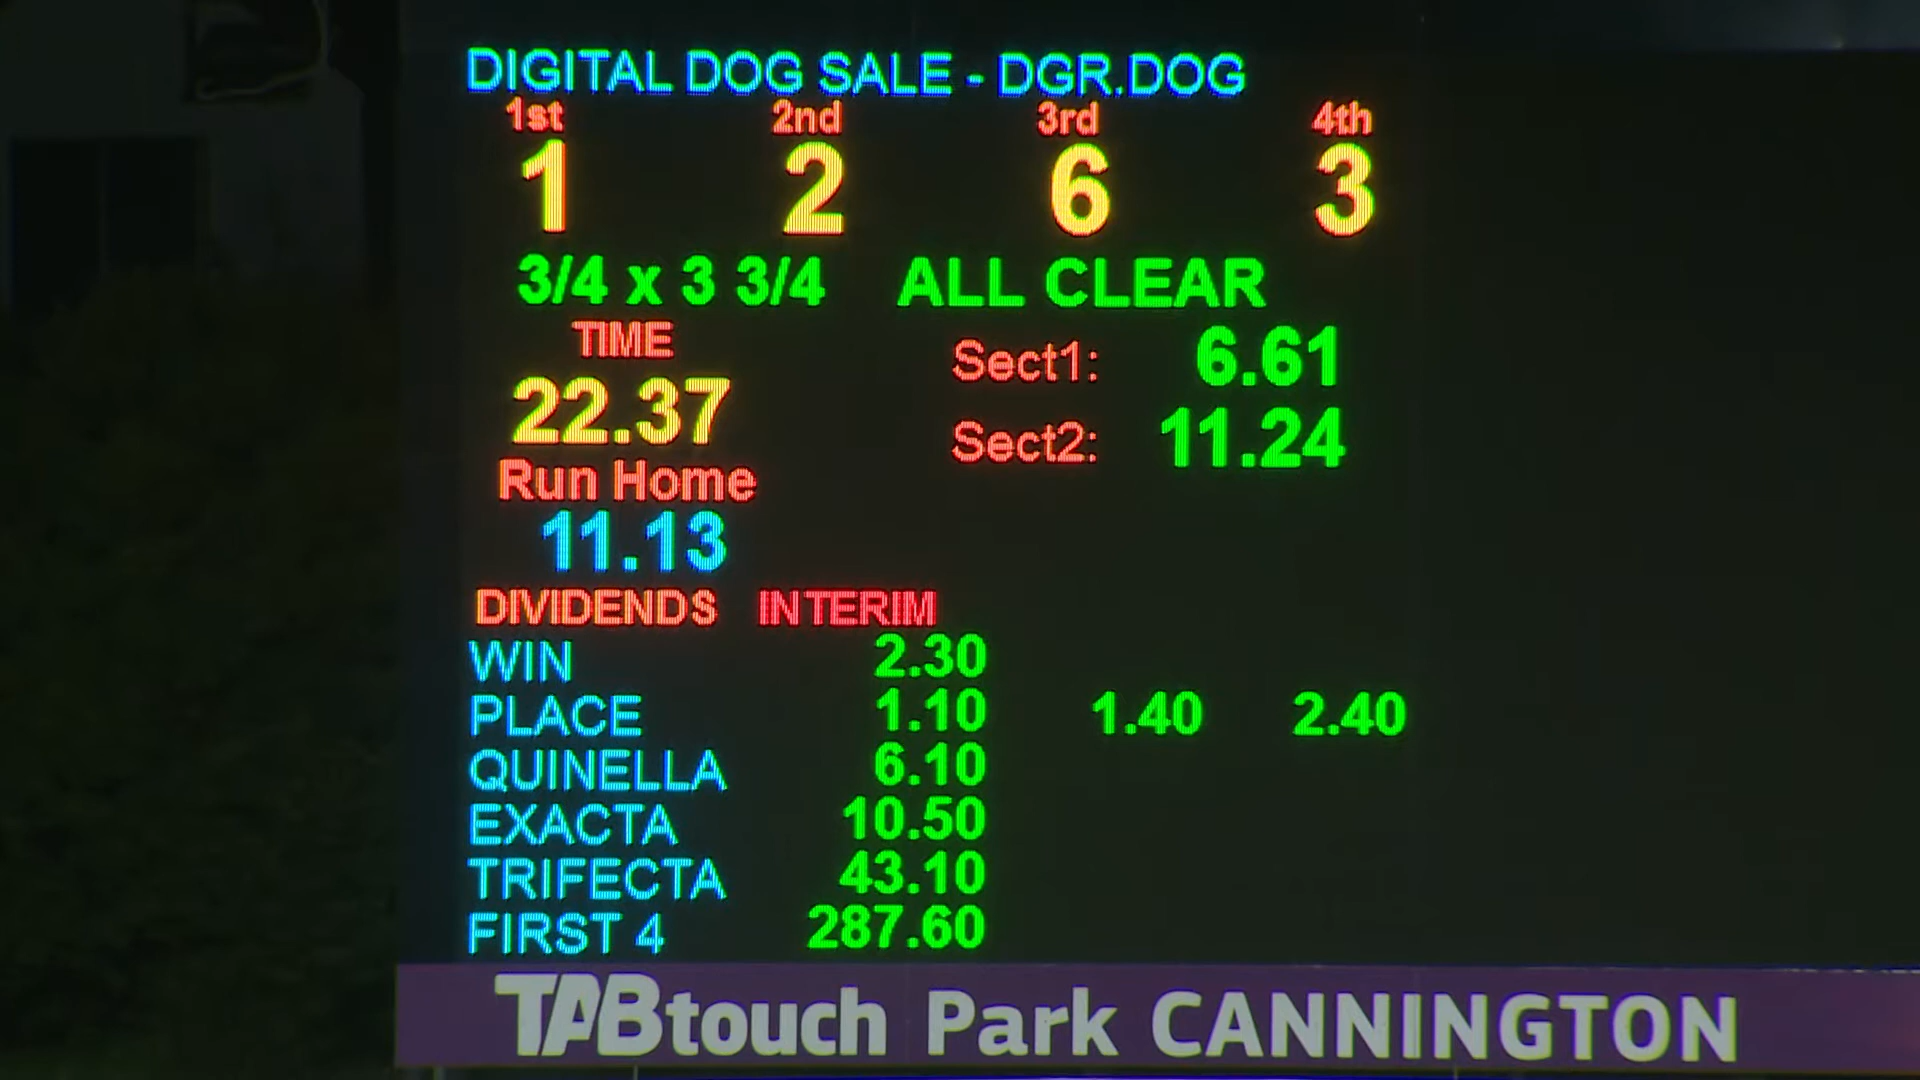 DIGITAL DOG SALE - DGR.DOG
1st 2nd 3rd 4th
1 2 6 3
3/4 x 3 3/4 ALL CLEAR
TIME
Sect1: 6.61
22.37
Sect2: 11.24
Run Home
11.13
DIVIDENDS INTERIM
WIN 2.30
PLACE 1.10 1.40 2.40
QUINELLA 6.10
EXACTA 10.50
TRIFECTA 43.10
FIRST 4 287.60
TABtouch Park CANNINGTON